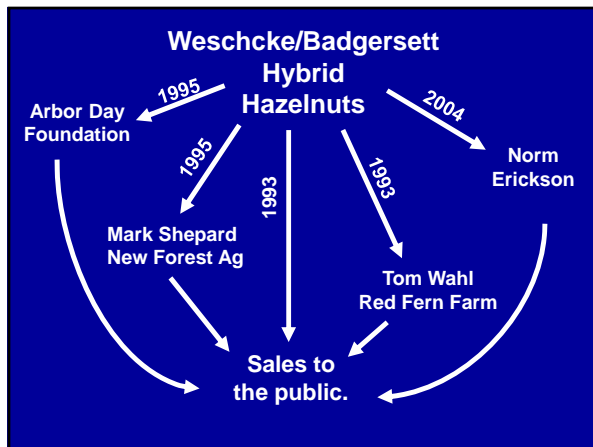 Weschcke/Badgersett
Hybrid
Hazelnuts
1995
Arbor Day
Foundation
1995
1993
1993
2004
Norm
Erickson
Mark Shepard
New Forest Ag
Tom Wahl
Red Fern Farm
Sales to
the public.